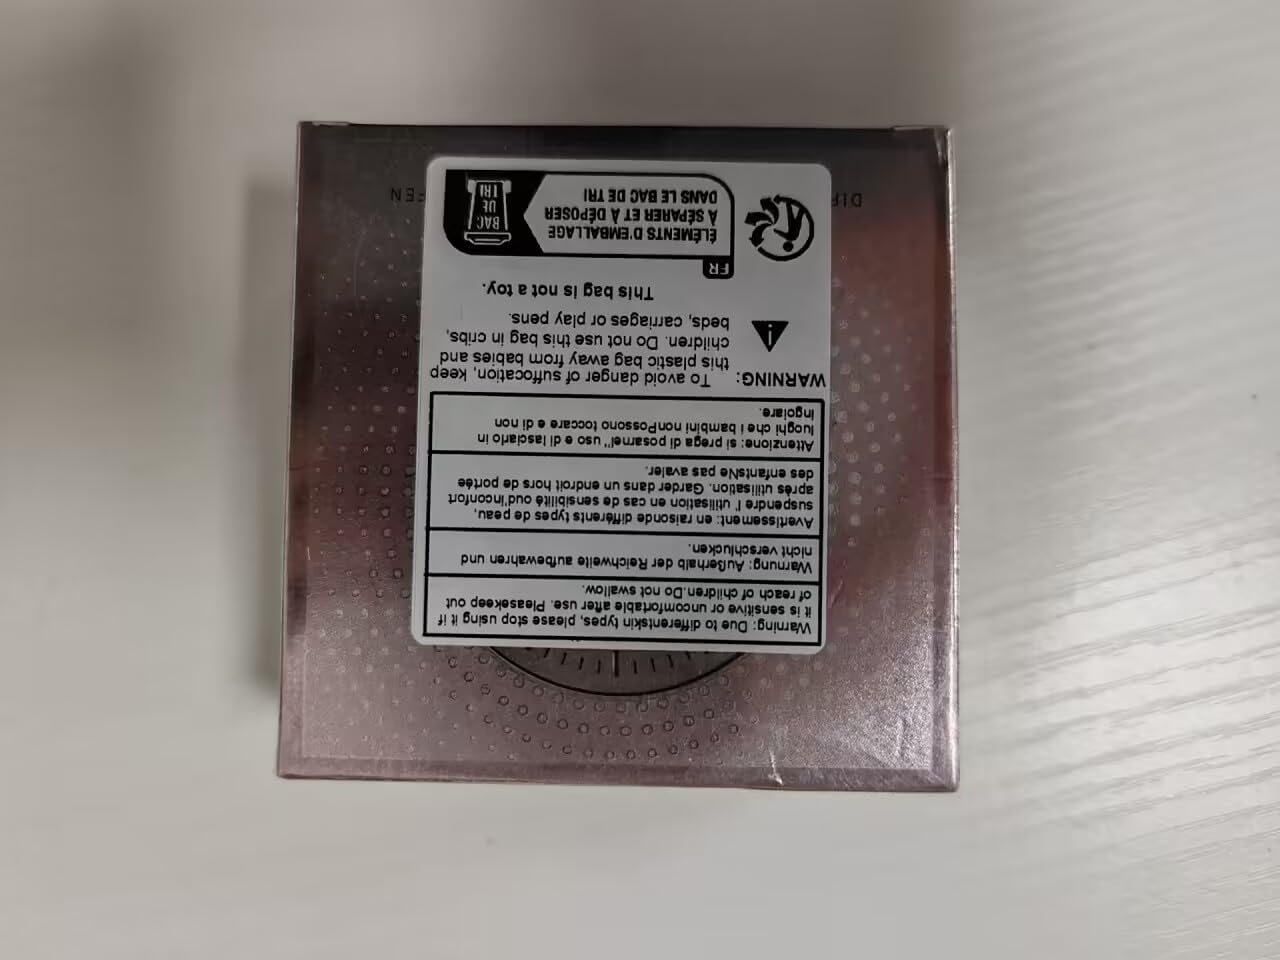 Warning: Due to differentskin types, please stop using it if
it is sensitive or uncomfortable after use. Pleasekeep out
of reach of children.Do not swallow.
Warnung: Außerhalb der Reichweite aufbewahren und
nicht verschlucken.
Avertissement: en raisonde différents types de peau,
suspendre l' utilisation en cas de sensibilité oud'inconfort
après utilisation. Garder dans un endroit hors de portée
des enfantsNe pas avaler.
Attenzione: si prega di posarnel"uso e di lasciarlo in
luoghi che i bambini nonPossono toccare e di e non
ingoiare.
WARNING: To avoid danger of suffocation, keep
this plastic bag away from babies and
children. Do not use this bag in cribs,
beds, carriages or play pens.
This bag is not a toy.
FR
ÉLÉMENTS D'EMBALLAGE
À SÉPARER ET À DÉPOSER
DANS LE BAC DE TRI
BAC
DE
TRI